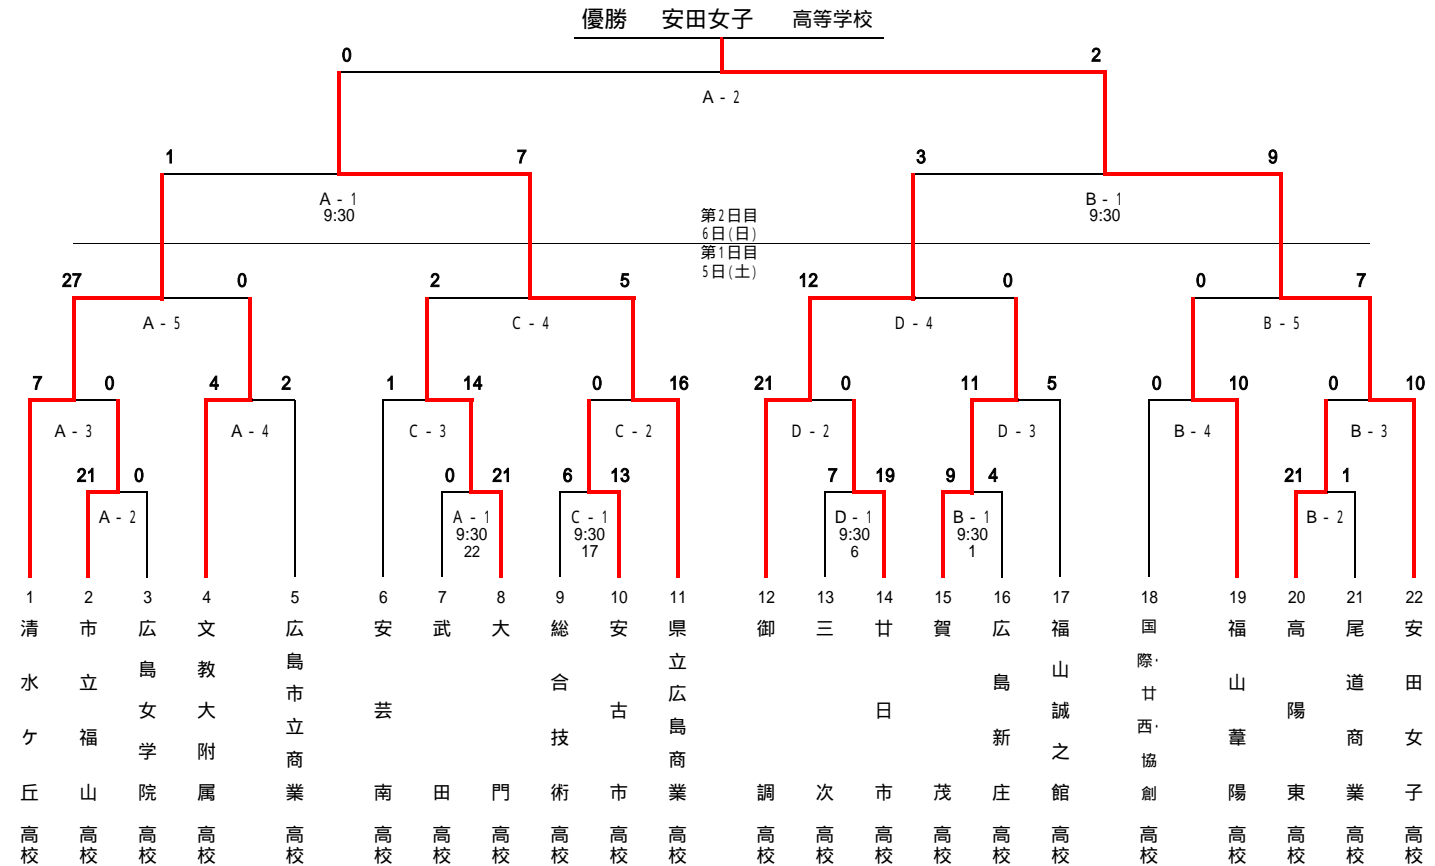 優勝 安田女子 高等学校
0 2
A - 2
1 7 3 9
A - 1 B - 1
9:30 9:30
第2日目
6日(日)
第1日目
5日(土)
27 0 2 5 12 0 0 7
A - 5 C - 4 D - 4 B - 5
7 0 4 2 1 14 0 16 21 0 11 5 0 10 0 10
A - 3 A - 4 C - 3 C - 2 D - 2 D - 3 B - 4 B - 3
21 0 0 21 6 13 7 19 9 4 21 1
A - 2 A - 1 C - 1 D - 1 B - 1 B - 2
9:30 9:30 9:30 9:30
22 17 6 1
1 2 3 4 5 6 7 8 9 10 11 12 13 14 15 16 17 18 19 20 21 22
清水ケ丘高校
市立福山高校
広島女学院高校
文教大附属高校
広島市立商業高校
安芸南高校
武田高校
大門高校
総合技術高校
安古市高校
県立広島商業高校
御調高校
三次高校
廿日市高校
賀茂高校
広島新庄高校
福山誠之館高校
国際・廿西・協創高校
福山葦陽高校
高陽東高校
尾道商業高校
安田女子高校